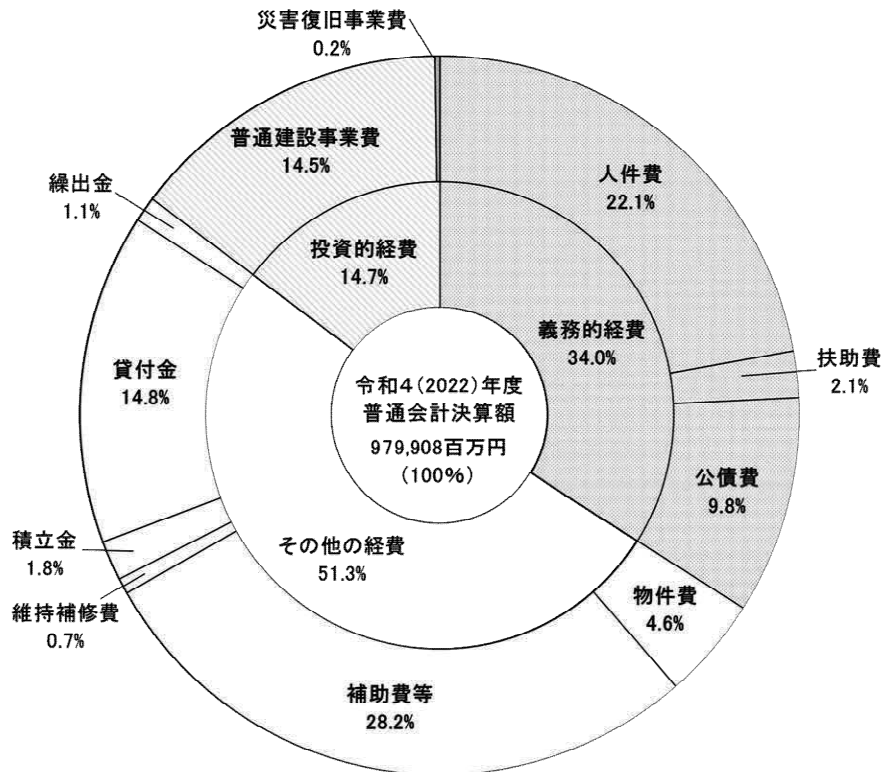 災害復旧事業費
0.2%
普通建設事業費
14.5%
人件費
22.1%
繰出金
1.1%
投資的経費
14.7%
義務的経費
34.0%
扶助費
2.1%
貸付金
14.8%
令和4(2022)年度
普通会計決算額
979,908百万円
(100%)
公債費
9.8%
積立金
1.8%
その他の経費
51.3%
物件費
4.6%
維持補修費
0.7%
補助費等
28.2%